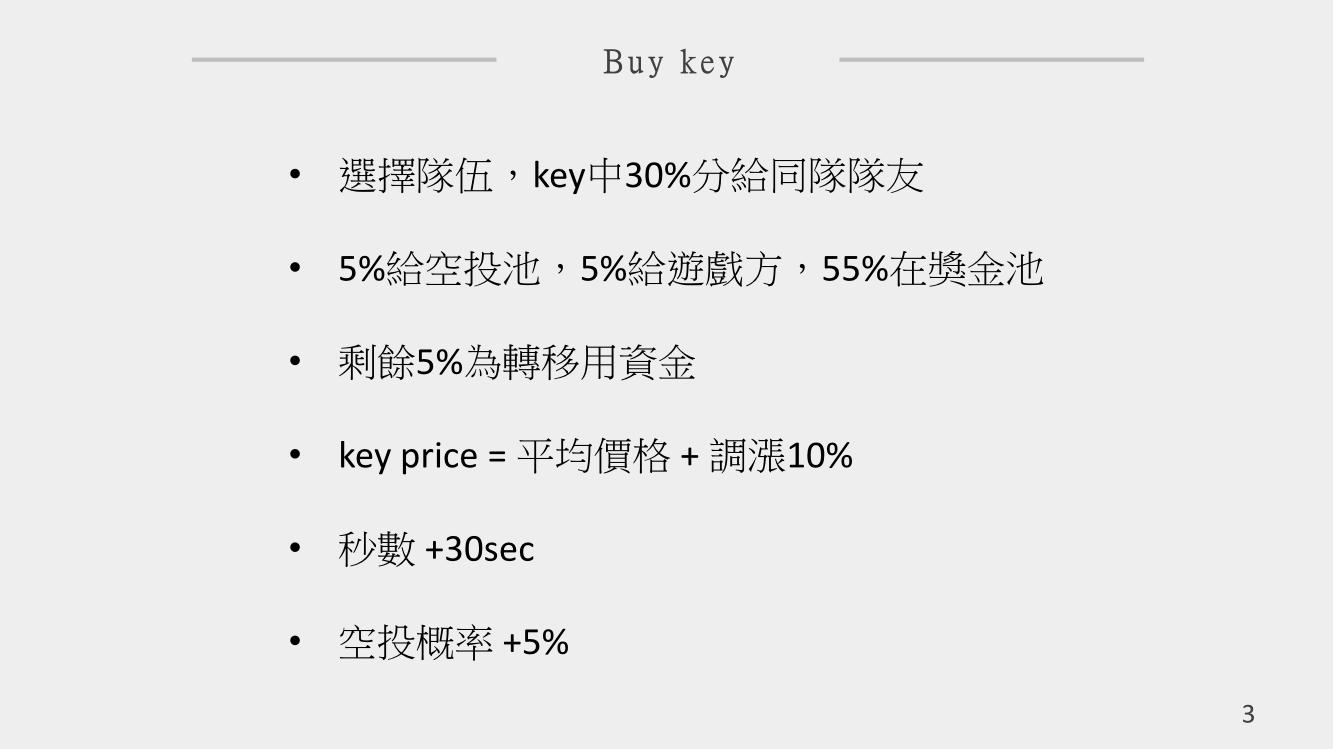 Buy key
• 選擇隊伍，key中30%分給同隊隊友
• 5%給空投池，5%給遊戲方，55%在獎金池
• 剩餘5%為轉移用資金
• key price = 平均價格 + 調漲10%
• 秒數 +30sec
• 空投概率 +5%
3